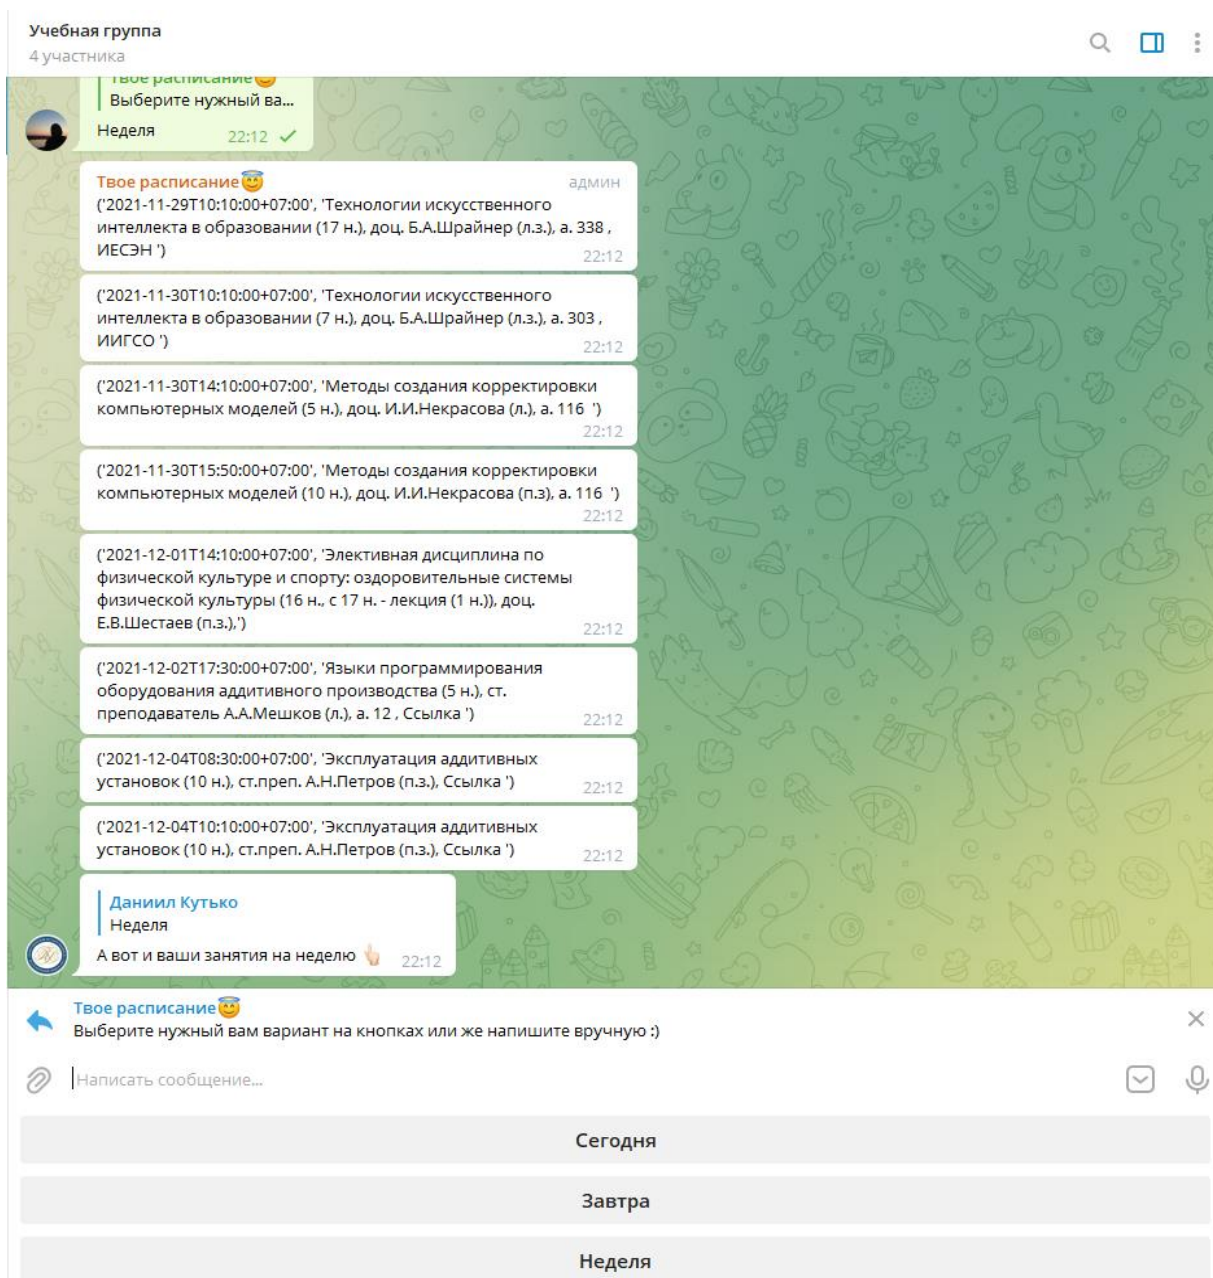 Учебная группа
4 участника
Твое расписание😇
Выберите нужный ва...
Неделя 22:12
Твое расписание😇 админ
('2021-11-29T10:10:00+07:00', 'Технологии искусственного
интеллекта в образовании (17 н.), доц. Б.А.Шрайнер (л.з.), а. 338 ,
ИЕСЭН ')
22:12
('2021-11-30T10:10:00+07:00', 'Технологии искусственного
интеллекта в образовании (7 н.), доц. Б.А.Шрайнер (л.з.), а. 303 ,
ИИГСО ')
22:12
('2021-11-30T14:10:00+07:00', 'Методы создания корректировки
компьютерных моделей (5 н.), доц. И.И.Некрасова (л.), а. 116  ')
22:12
('2021-11-30T15:50:00+07:00', 'Методы создания корректировки
компьютерных моделей (10 н.), доц. И.И.Некрасова (п.з), а. 116  ')
22:12
('2021-12-01T14:10:00+07:00', 'Элективная дисциплина по
физической культуре и спорту: оздоровительные системы
физической культуры (16 н., с 17 н. - лекция (1 н.)), доц.
Е.В.Шестаев (п.з.),')
22:12
('2021-12-02T17:30:00+07:00', 'Языки программирования
оборудования аддитивного производства (5 н.), ст.
преподаватель А.А.Мешков (л.), а. 12 , Ссылка ')
22:12
('2021-12-04T08:30:00+07:00', 'Эксплуатация аддитивных
установок (10 н.), ст.преп. А.Н.Петров (п.з.), Ссылка ')
22:12
('2021-12-04T10:10:00+07:00', 'Эксплуатация аддитивных
установок (10 н.), ст.преп. А.Н.Петров (п.з.), Ссылка ')
22:12
Даниил Кутько
Неделя
А вот и ваши занятия на неделю 👆🏻 22:12
Твое расписание😇
Выберите нужный вам вариант на кнопках или же напишите вручную :)
Написать сообщение...
Сегодня
Завтра
Неделя